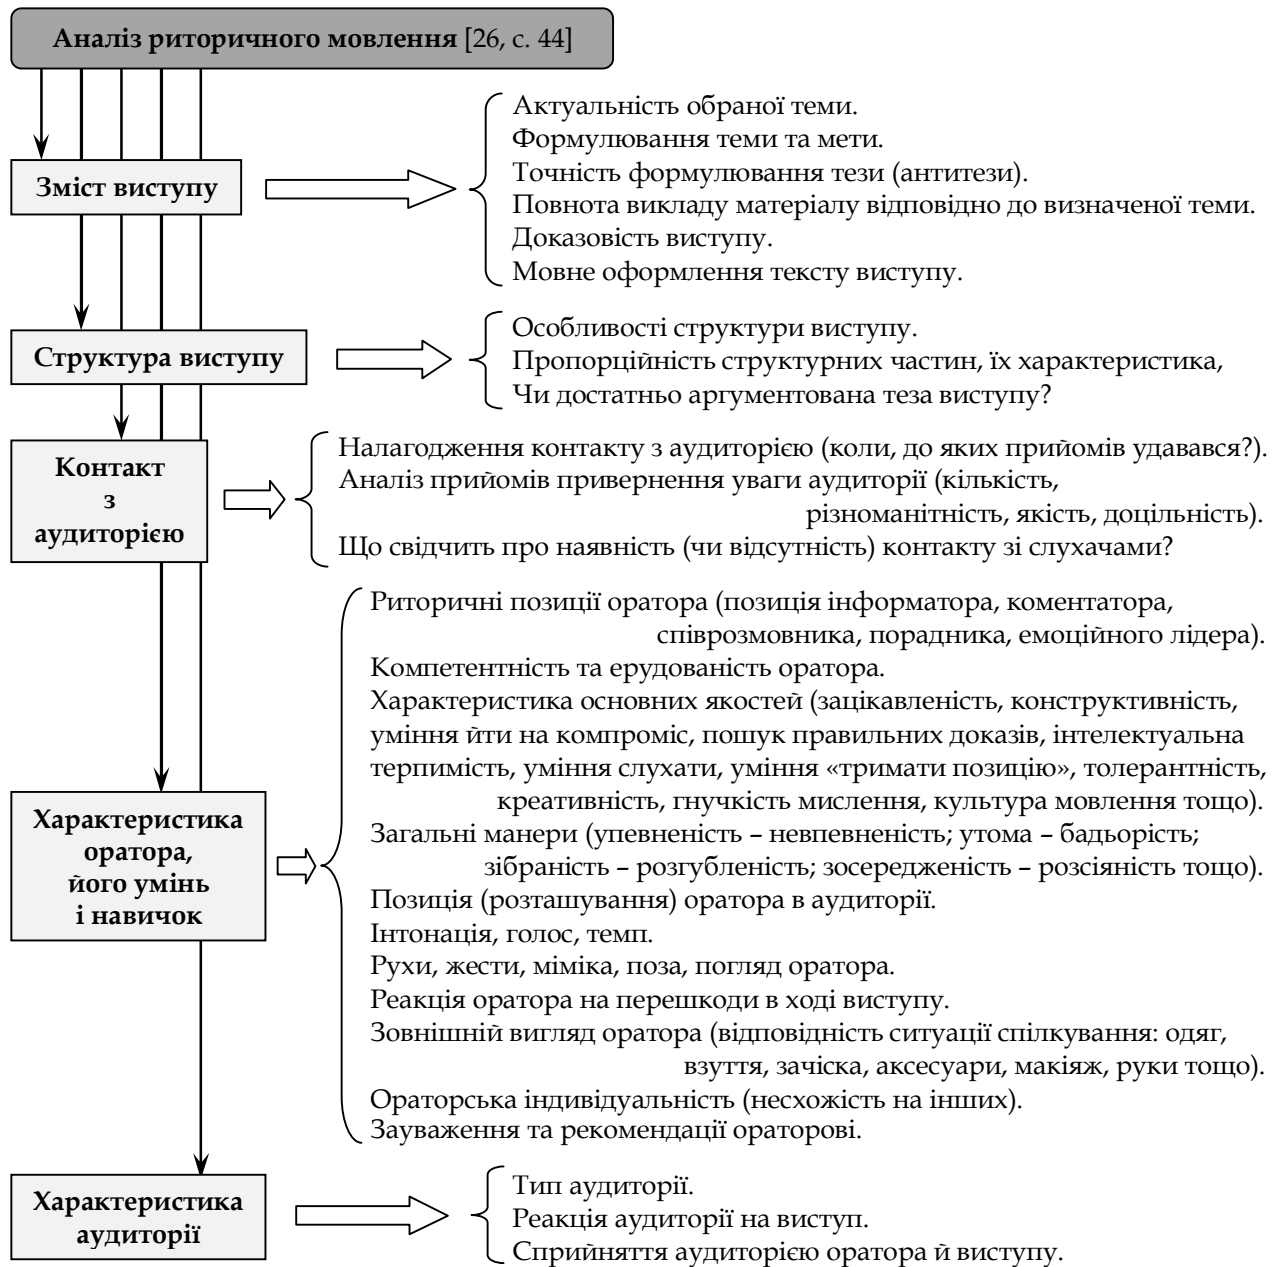 Аналіз риторичного мовлення [26, с. 44]
Зміст виступу
Актуальність обраної теми.
Формулювання теми та мети.
Точність формулювання тези (антитези).
Повнота викладу матеріалу відповідно до визначеної теми.
Доказовість виступу.
Мовне оформлення тексту виступу.
Структура виступу
Особливості структури виступу.
Пропорційність структурних частин, їх характеристика,
Чи достатньо аргументована теза виступу?
Контакт
з
аудиторією
Налагодження контакту з аудиторією (коли, до яких прийомів удавався?).
Аналіз прийомів привернення уваги аудиторії (кількість,
різноманітність, якість, доцільність).
Що свідчить про наявність (чи відсутність) контакту зі слухачами?
Характеристика
оратора,
його умінь
і навичок
Риторичні позиції оратора (позиція інформатора, коментатора,
співрозмовника, порадника, емоційного лідера).
Компетентність та ерудованість оратора.
Характеристика основних якостей (зацікавленість, конструктивність,
уміння йти на компроміс, пошук правильних доказів, інтелектуальна
терпимість, уміння слухати, уміння «тримати позицію», толерантність,
креативність, гнучкість мислення, культура мовлення тощо).
Загальні манери (упевненість – невпевненість; утома – бадьорість;
зібраність – розгубленість; зосередженість – розсіяність тощо).
Позиція (розташування) оратора в аудиторії.
Інтонація, голос, темп.
Рухи, жести, міміка, поза, погляд оратора.
Реакція оратора на перешкоди в ході виступу.
Зовнішній вигляд оратора (відповідність ситуації спілкування: одяг,
взуття, зачіска, аксесуари, макіяж, руки тощо).
Ораторська індивідуальність (несхожість на інших).
Зауваження та рекомендації ораторові.
Характеристика
аудиторії
Тип аудиторії.
Реакція аудиторії на виступ.
Сприйняття аудиторією оратора й виступу.